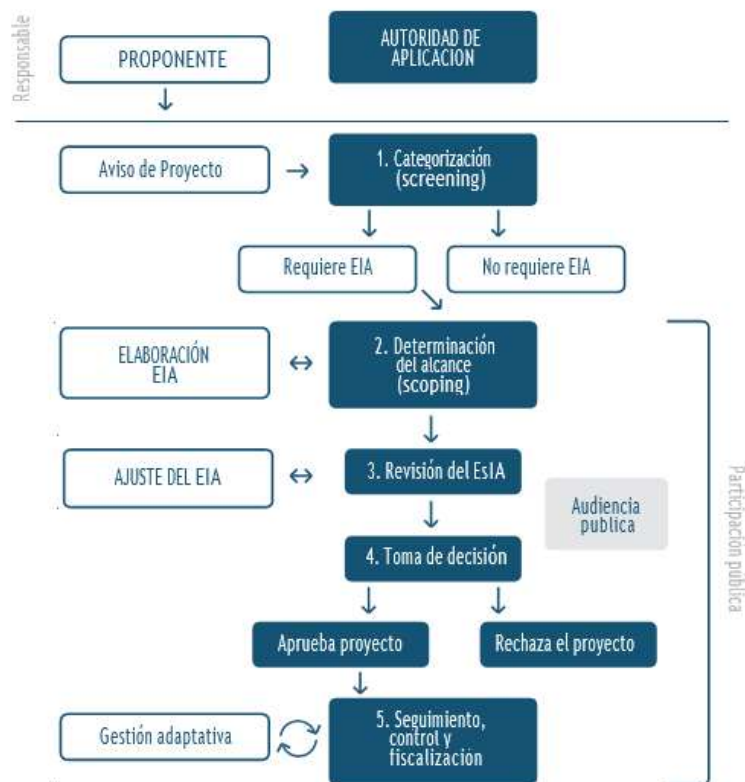 Responsable
PROPONENTE
AUTORIDAD DE
APLICACIÓN
Aviso de Proyecto
1. Categorización
(screening)
Requiere EIA
No requiere EIA
ELABORACIÓN
EIA
2. Determinación
del alcance
(scoping)
AJUSTE DEL EIA
3. Revisión del EsIA
Audiencia
publica
4. Toma de decisión
Aprueba proyecto
Rechaza el proyecto
Gestión adaptativa
5. Seguimiento,
control y
fiscalización
Participación pública